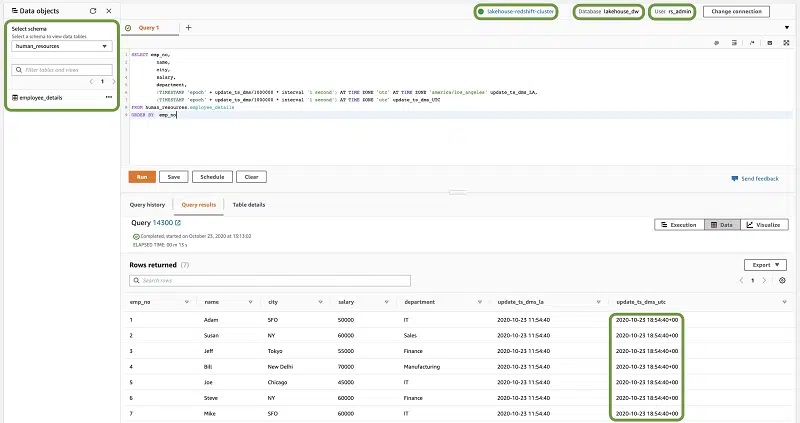 Data objects
lakehouse-redshift-cluster
Database lakehouse_dw
User rs_admin
Change connection
Select schema
Select a schema to view data tables
human_resources
Filter tables and rows
1
employee_details
Query 1
1 SELECT emp_no,
2 name,
3 city,
4 salary,
5 department,
6 (TIMESTAMP 'epoch' + update_ts_dms/1000000 * interval '1 second') AT TIME ZONE 'utc' AT TIME ZONE 'america/los_angeles' update_ts_dms_LA,
7 (TIMESTAMP 'epoch' + update_ts_dms/1000000 * interval '1 second') AT TIME ZONE 'utc' update_ts_dms_UTC
8 FROM human_resources.employee_details
9 ORDER BY emp_no
Run Save Schedule Clear
Send feedback
Query history Query results Table details
Query 14300
Completed, started on October 23, 2020 at 13:13:02
ELAPSED TIME: 00 m 13 s
Execution Data Visualize
Rows returned (7)
Export
Search rows
1
emp_no name city salary department update_ts_dms_la update_ts_dms_utc
1 Adam SFO 50000 IT 2020-10-23 11:54:40 2020-10-23 18:54:40+00
2 Susan NY 60000 Sales 2020-10-23 11:54:40 2020-10-23 18:54:40+00
3 Jeff Tokyo 55000 Finance 2020-10-23 11:54:40 2020-10-23 18:54:40+00
4 Bill New Delhi 70000 Manufacturing 2020-10-23 11:54:40 2020-10-23 18:54:40+00
5 Joe Chicago 45000 IT 2020-10-23 11:54:40 2020-10-23 18:54:40+00
6 Steve NY 60000 Finance 2020-10-23 11:54:40 2020-10-23 18:54:40+00
7 Mike SFO 60000 IT 2020-10-23 11:54:40 2020-10-23 18:54:40+00